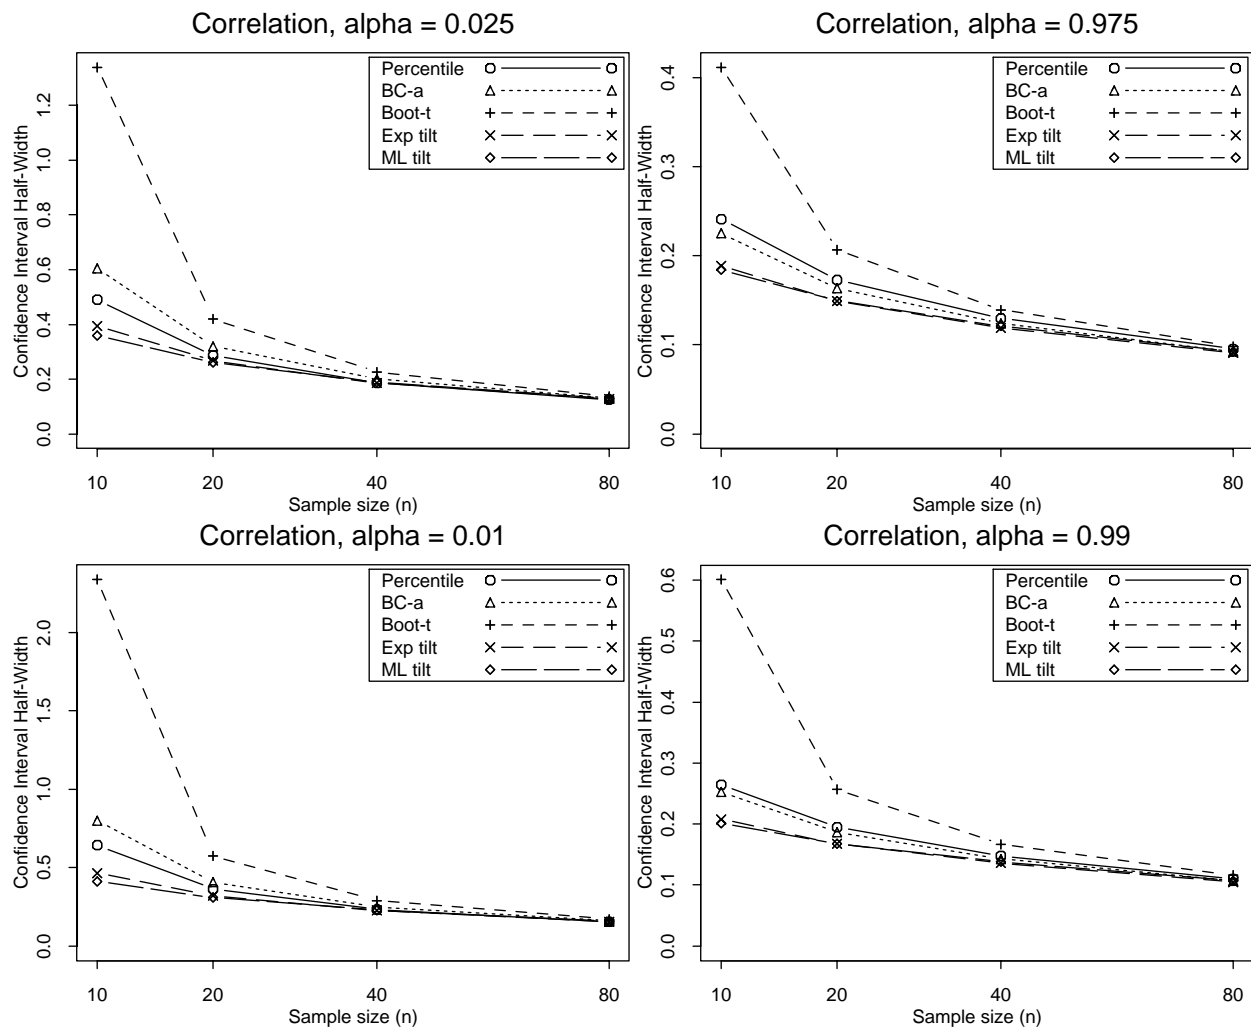 Correlation, alpha = 0.025
Confidence Interval Half-Width
0.0 0.2 0.4 0.6 0.8 1.0 1.2
Percentile
BC-a
Boot-t
Exp tilt
ML tilt
10 20 40 80
Sample size (n)
Correlation, alpha = 0.975
Confidence Interval Half-Width
0.0 0.1 0.2 0.3 0.4
Percentile
BC-a
Boot-t
Exp tilt
ML tilt
10 20 40 80
Sample size (n)
Correlation, alpha = 0.01
Confidence Interval Half-Width
0.0 0.5 1.0 1.5 2.0
Percentile
BC-a
Boot-t
Exp tilt
ML tilt
10 20 40 80
Sample size (n)
Correlation, alpha = 0.99
Confidence Interval Half-Width
0.0 0.1 0.2 0.3 0.4 0.5 0.6
Percentile
BC-a
Boot-t
Exp tilt
ML tilt
10 20 40 80
Sample size (n)